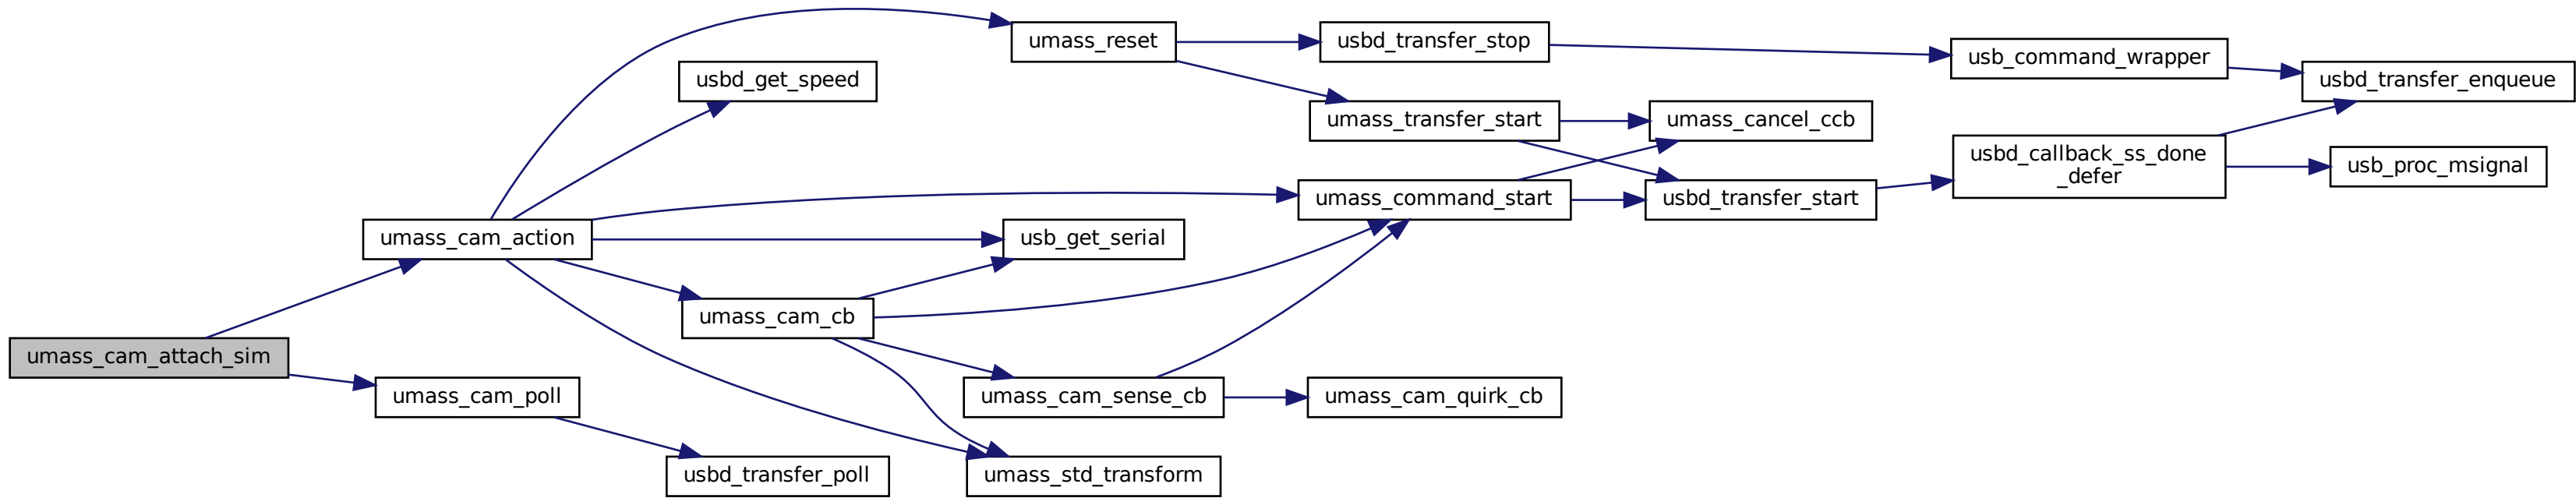 umass_cam_attach_sim
umass_cam_action
umass_cam_poll
umass_reset
usbd_get_speed
usb_get_serial
umass_cam_cb
usbd_transfer_poll
umass_cam_sense_cb
umass_std_transform
usbd_transfer_stop
umass_transfer_start
umass_command_start
umass_cam_quirk_cb
umass_cancel_ccb
usbd_transfer_start
usb_command_wrapper
usbd_callback_ss_done
_defer
usbd_transfer_enqueue
usb_proc_msignal